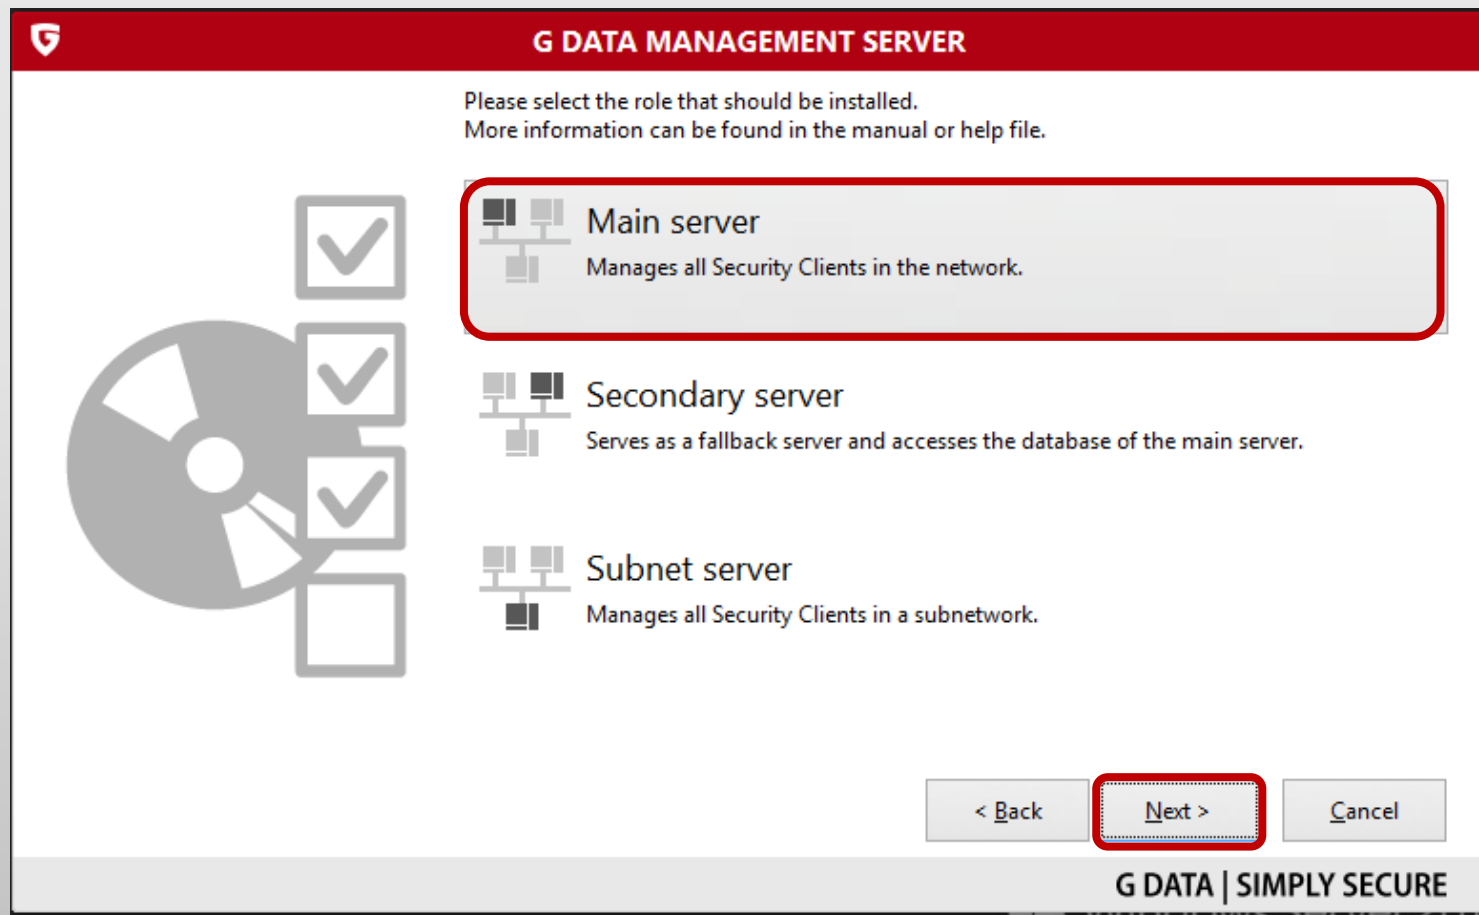 G DATA MANAGEMENT SERVER
Please select the role that should be installed.
More information can be found in the manual or help file.
Main server
Manages all Security Clients in the network.
Secondary server
Serves as a fallback server and accesses the database of the main server.
Subnet server
Manages all Security Clients in a subnetwork.
< Back
Next >
Cancel
G DATA | SIMPLY SECURE